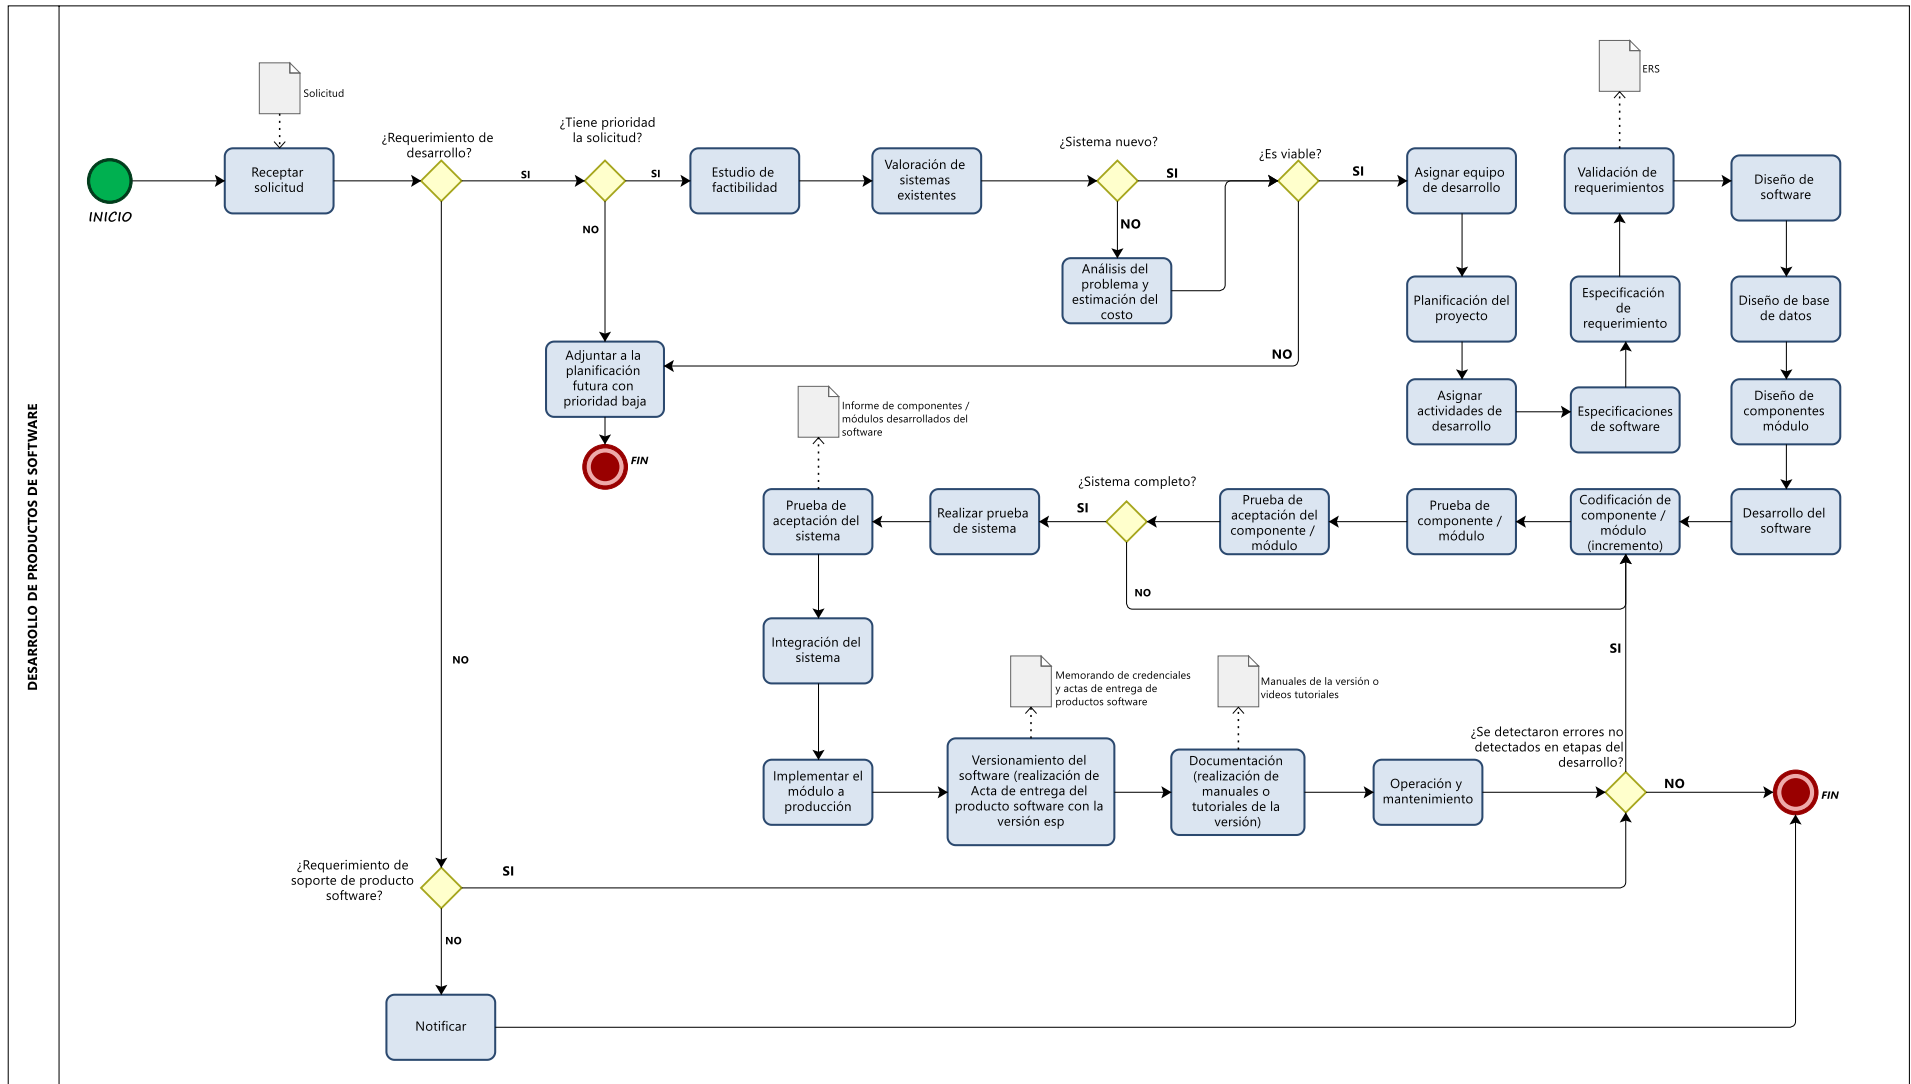 DESARROLLO DE PRODUCTOS DE SOFTWARE
INICIO
Solicitud
Receptar
solicitud
¿Requerimiento de
desarrollo?
SI
¿Tiene prioridad
la solicitud?
SI
NO
Estudio de
factibilidad
Valoración de
sistemas
existentes
¿Sistema nuevo?
SI
NO
Análisis del
problema y
estimación del
costo
¿Es viable?
SI
NO
Adjuntar a la
planificación
futura con
prioridad baja
FIN
Asignar equipo
de desarrollo
Planificación del
proyecto
Asignar
actividades de
desarrollo
Especificaciones
de software
Especificación
de
requerimiento
Validación de
requerimientos
ERS
Diseño de
software
Diseño de base
de datos
Diseño de
componentes
módulo
Desarrollo del
software
Codificación de
componente /
módulo
(incremento)
Prueba de
componente /
módulo
Prueba de
aceptación del
componente /
módulo
¿Sistema completo?
SI
NO
Realizar prueba
de sistema
Prueba de
aceptación del
sistema
Informe de componentes /
módulos desarrollados del
software
Integración del
sistema
Implementar el
módulo a
producción
Versionamiento del
software (realización de
Acta de entrega del
producto software con la
versión esp
Memorando de credenciales
y actas de entrega de
productos software
Documentación
(realización de
manuales o
tutoriales de la
versión)
Manuales de la versión o
videos tutoriales
Operación y
mantenimiento
¿Se detectaron errores no
detectados en etapas del
desarrollo?
SI
NO
FIN
NO
¿Requerimiento de
soporte de producto
software?
SI
NO
Notificar